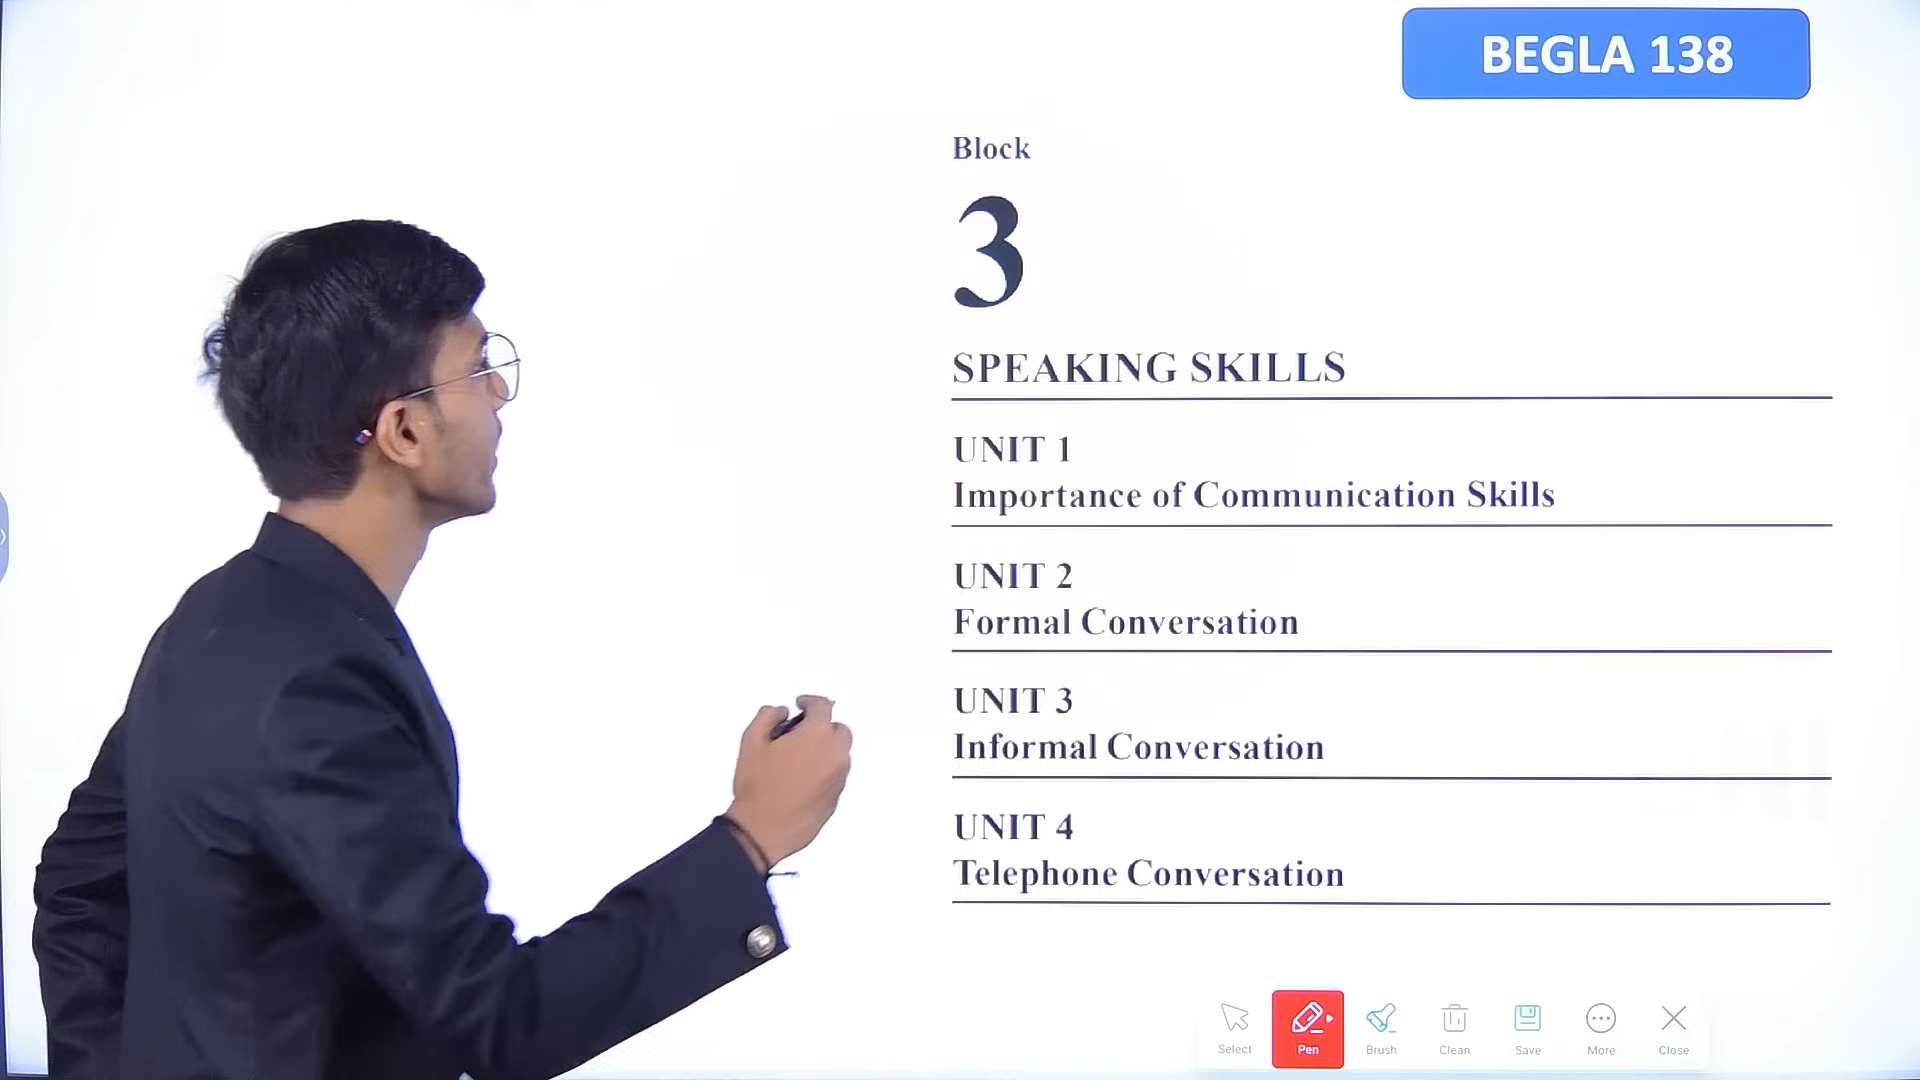 BEGLA 138
Block
3
SPEAKING SKILLS
UNIT 1
Importance of Communication Skills
UNIT 2
Formal Conversation
UNIT 3
Informal Conversation
UNIT 4
Telephone Conversation
Select Pen Brush Clean Save More Close